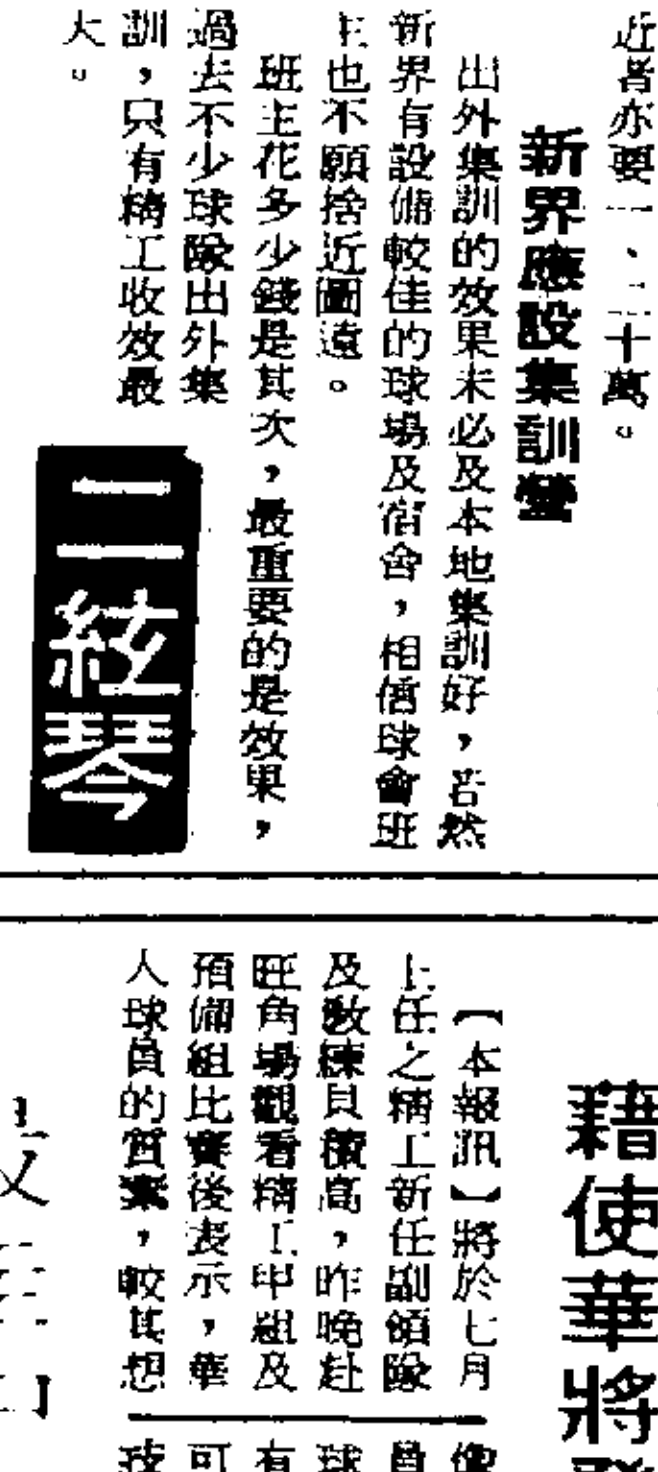 近者亦要一、二十萬。
新界應設集訓營
出外集訓的效果未必及本地集訓好，若然
新界有設備較佳的球場及宿舍，相信球會班
主也不願捨近圖遠。
班主花多少錢是其次，最重要的是效果，
過去不少球隊出外集
訓，只有精工收效最
大。
二絃琴
藉使華將
【本報訊】將於七月
上任之精工新任副領隊
及教練貝積高，昨晚赴
旺角場觀看精工甲組及
預備組比賽後表示，華
人球員的質素，較其想
球
有
可